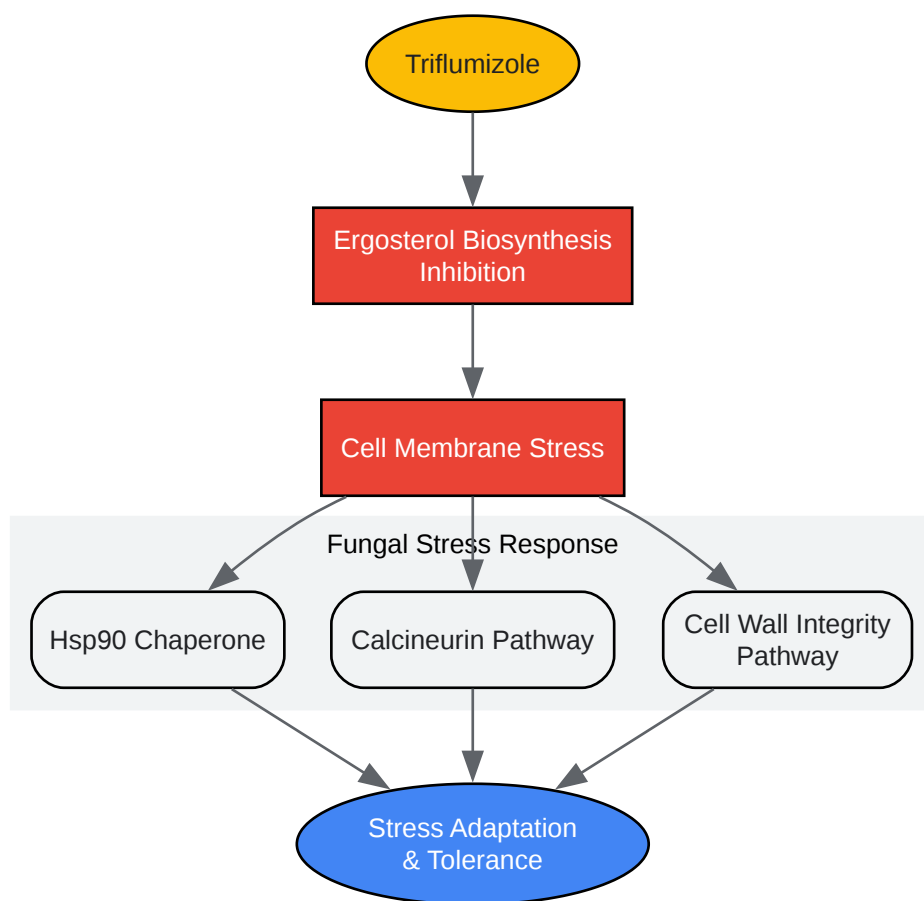 Triflumizole
Ergosterol Biosynthesis
Inhibition
Cell Membrane Stress
Fungal Stress Response
Hsp90 Chaperone
Calcineurin Pathway
Cell Wall Integrity
Pathway
Stress Adaptation
& Tolerance